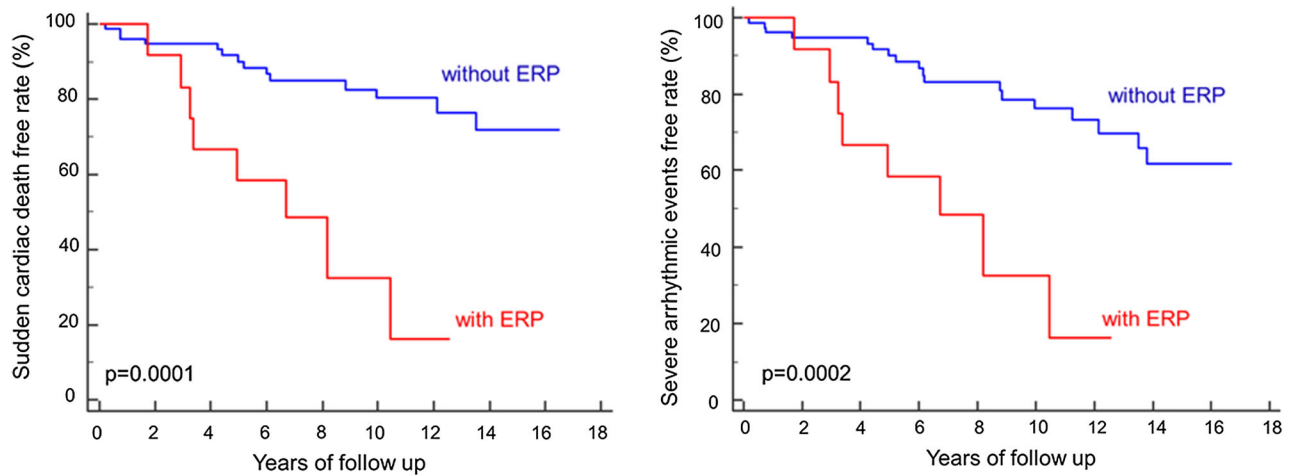 Sudden cardiac death free rate (%)
100
80
60
40
20
0
without ERP
with ERP
p=0.0001
0 2 4 6 8 10 12 14 16 18
Years of follow up
Severe arrhythmic events free rate (%)
100
80
60
40
20
0
without ERP
with ERP
p=0.0002
0 2 4 6 8 10 12 14 16 18
Years of follow up